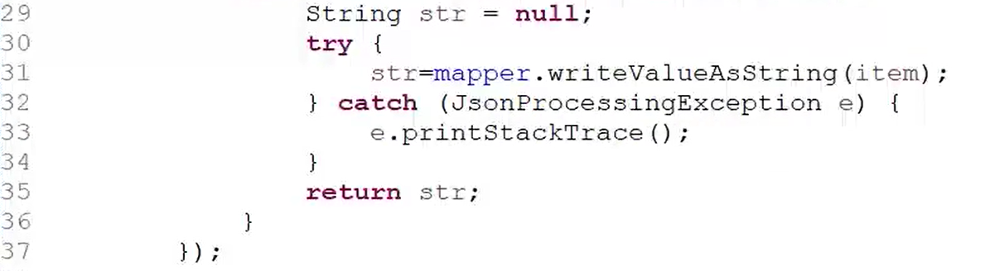 29 String str = null;
30 try {
31 str=mapper.writeValueAsString(item);
32 } catch (JsonProcessingException e) {
33 e.printStackTrace();
34 }
35 return str;
36 }
37 });